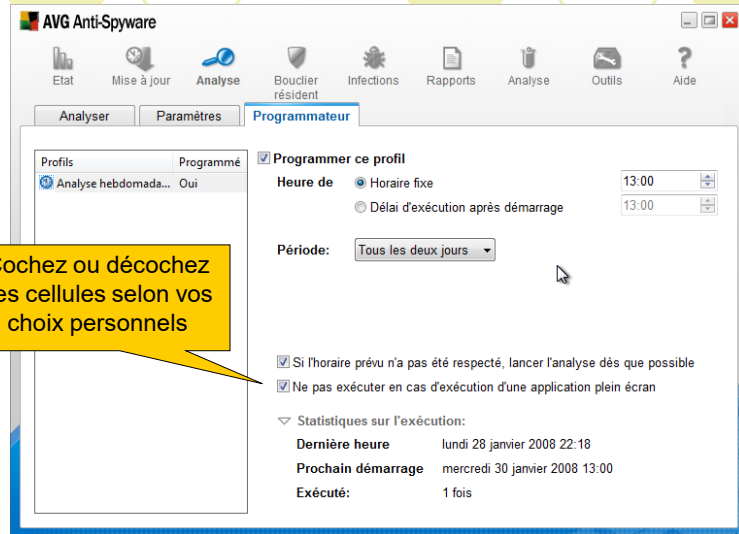 AVG Anti-Spyware
Etat
Mise à jour
Analyse
Bouclier
résident
Infections
Rapports
Analyse
Outils
Aide
Analyser
Paramètres
Programmateur
Profils Programmé
Analyse hebdomada... Oui
Programmer ce profil
Heure de Horaire fixe 13:00
Délai d'exécution après démarrage 13:00
Période: Tous les deux jours
Cochez ou décochez
les cellules selon vos
choix personnels
Si l'horaire prévu n'a pas été respecté, lancer l'analyse dès que possible
Ne pas exécuter en cas d'exécution d'une application plein écran
Statistiques sur l'exécution:
Dernière heure lundi 28 janvier 2008 22:18
Prochain démarrage mercredi 30 janvier 2008 13:00
Exécuté: 1 fois